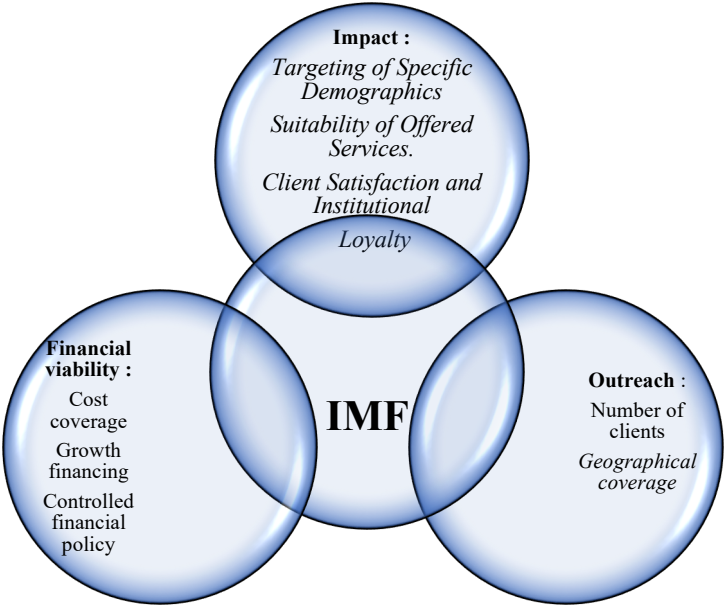 Impact :
Targeting of Specific
Demographics
Suitability of Offered
Services.
Client Satisfaction and
Institutional
Loyalty
Financial
viability :
Cost
coverage
Growth
financing
Controlled
financial
policy
IMF
Outreach :
Number of
clients
Geographical
coverage